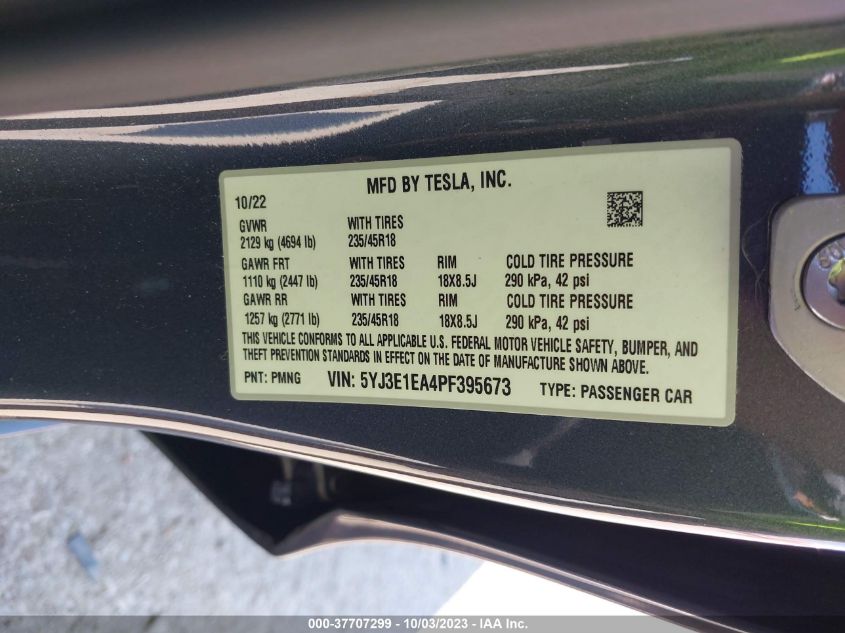 MFD BY TESLA, INC.
10/22
GVWR WITH TIRES
2129 kg (4694 lb) 235/45R18
GAWR FRT WITH TIRES RIM COLD TIRE PRESSURE
1110 kg (2447 lb) 235/45R18 18X8.5J 290 kPa, 42 psi
GAWR RR WITH TIRES RIM COLD TIRE PRESSURE
1257 kg (2771 lb) 235/45R18 18X8.5J 290 kPa, 42 psi
THIS VEHICLE CONFORMS TO ALL APPLICABLE U.S. FEDERAL MOTOR VEHICLE SAFETY, BUMPER, AND
THEFT PREVENTION STANDARDS IN EFFECT ON THE DATE OF MANUFACTURE SHOWN ABOVE.
PNT: PMNG VIN: 5YJ3E1EA4PF395673 TYPE: PASSENGER CAR
000-37707299 - 10/03/2023 - IAA Inc.